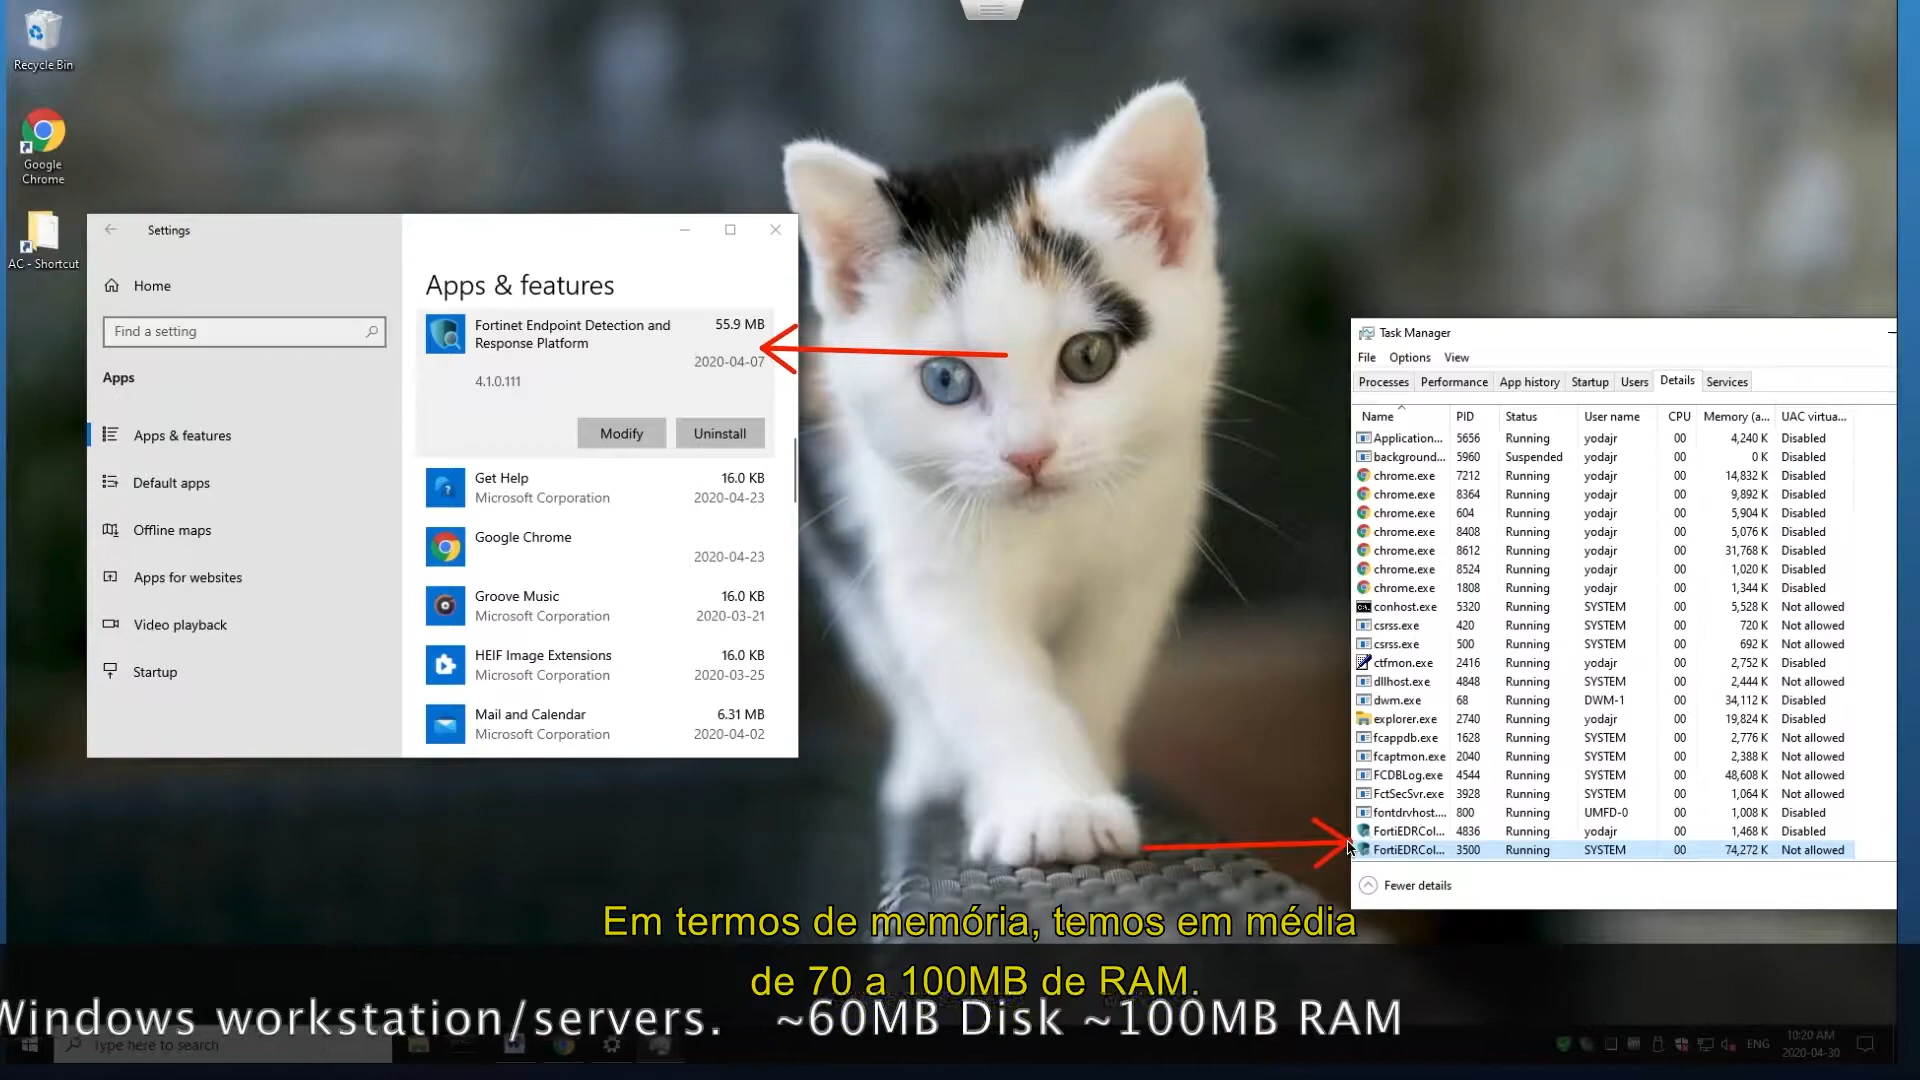 Recycle Bin
Google
Chrome
AC - Shortcut
Settings
Home
Find a setting
Apps
Apps & features
Default apps
Offline maps
Apps for websites
Video playback
Startup
Apps & features
Fortinet Endpoint Detection and 55.9 MB
Response Platform
2020-04-07
4.1.0.111
Modify Uninstall
Get Help 16.0 KB
Microsoft Corporation 2020-04-23
Google Chrome
2020-04-23
Groove Music 16.0 KB
Microsoft Corporation 2020-03-21
HEIF Image Extensions 16.0 KB
Microsoft Corporation 2020-03-25
Mail and Calendar 6.31 MB
Microsoft Corporation 2020-04-02
Task Manager
File Options View
Processes Performance App history Startup Users Details Services
Name PID Status User name CPU Memory (a... UAC virtua...
Application... 5656 Running yodajr 00 4,240 K Disabled
background... 5960 Suspended yodajr 00 0 K Disabled
chrome.exe 7212 Running yodajr 00 14,832 K Disabled
chrome.exe 8364 Running yodajr 00 9,892 K Disabled
chrome.exe 604 Running yodajr 00 5,904 K Disabled
chrome.exe 8408 Running yodajr 00 5,076 K Disabled
chrome.exe 8612 Running yodajr 00 31,768 K Disabled
chrome.exe 8524 Running yodajr 00 1,020 K Disabled
chrome.exe 1808 Running yodajr 00 1,344 K Disabled
conhost.exe 5320 Running SYSTEM 00 5,528 K Not allowed
csrss.exe 420 Running SYSTEM 00 720 K Not allowed
csrss.exe 500 Running SYSTEM 00 692 K Not allowed
ctfmon.exe 2416 Running yodajr 00 2,752 K Disabled
dllhost.exe 4848 Running SYSTEM 00 2,444 K Not allowed
dwm.exe 68 Running DWM-1 00 34,112 K Disabled
explorer.exe 2740 Running yodajr 00 19,824 K Disabled
fcappdb.exe 1628 Running SYSTEM 00 2,776 K Not allowed
fcaptmon.exe 2040 Running SYSTEM 00 2,388 K Not allowed
FCDBLog.exe 4544 Running SYSTEM 00 48,608 K Not allowed
FctSecSvr.exe 3928 Running SYSTEM 00 1,064 K Not allowed
fontdrvhost.... 800 Running UMFD-0 00 1,008 K Disabled
FortiEDRCol... 4836 Running yodajr 00 1,468 K Disabled
FortiEDRCol... 3500 Running SYSTEM 00 74,272 K Not allowed
Fewer details
Em termos de memória, temos em média
de 70 a 100MB de RAM.
Windows workstation/servers. ~60MB Disk ~100MB RAM
Type here to search
ENG
10:20 AM
2020-04-30